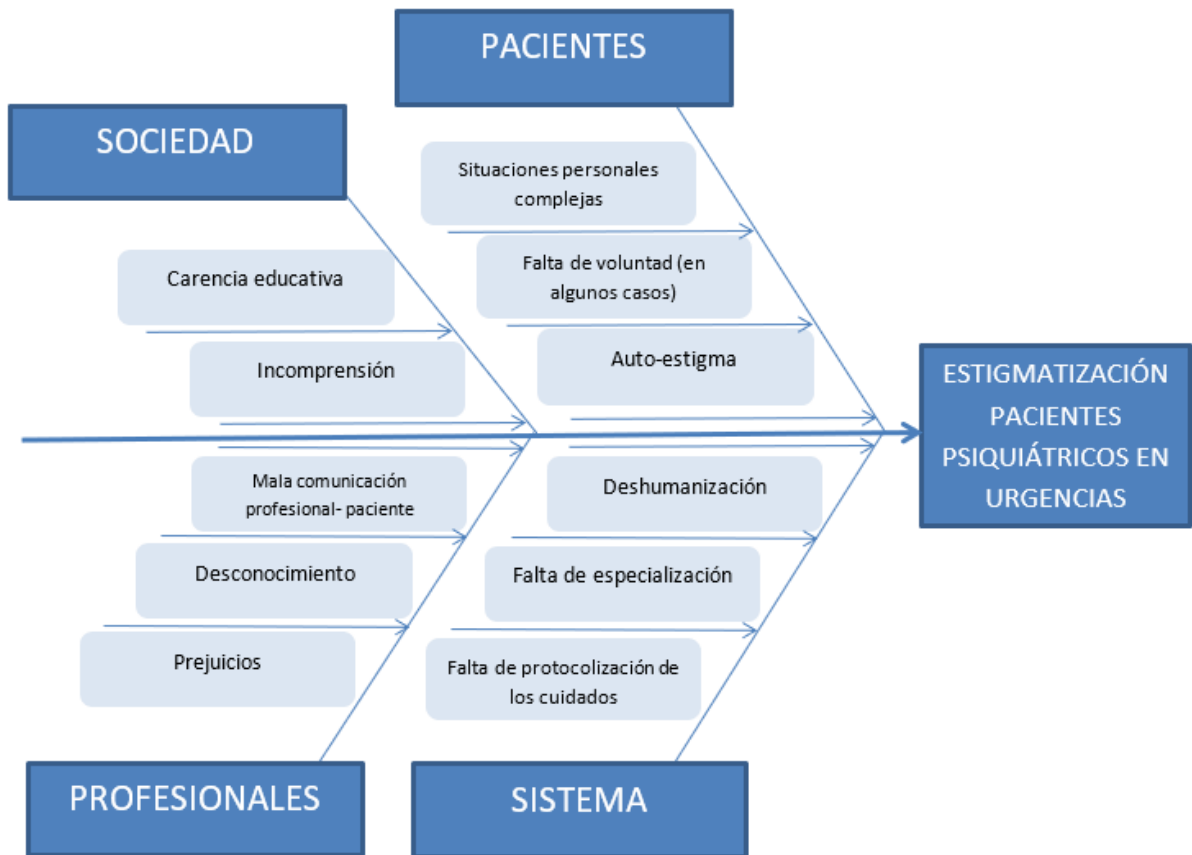 PACIENTES
SOCIEDAD
Situaciones personales
complejas
Falta de voluntad (en
algunos casos)
Carencia educativa
Auto-estigma
Incomprensión
ESTIGMATIZACIÓN
PACIENTES
PSIQUIÁTRICOS EN
URGENCIAS
Mala comunicación
profesional- paciente
Deshumanización
Desconocimiento
Falta de especialización
Prejuicios
Falta de protocolización de
los cuidados
PROFESIONALES
SISTEMA